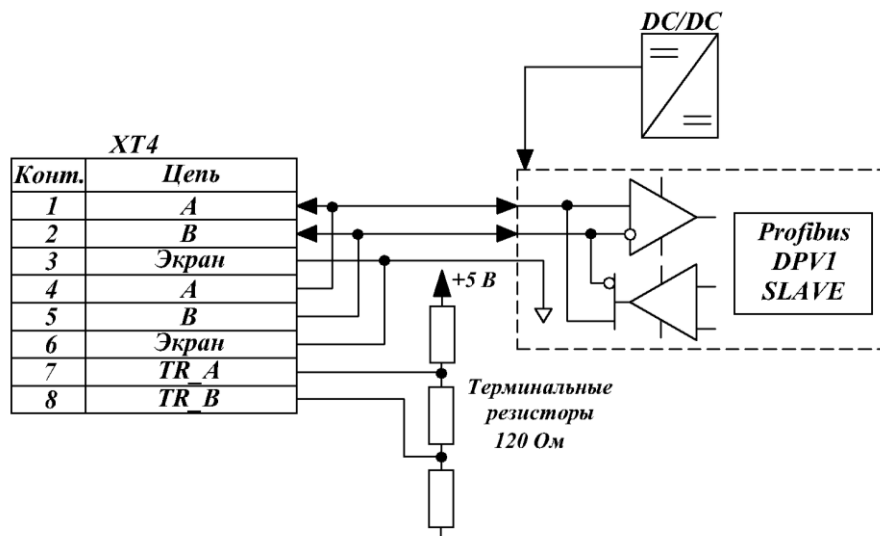 DC/DC
XT4
Конт. Цепь
1 A
2 B
3 Экран
4 A
5 B
6 Экран
7 TR_A
8 TR_B
+5 В
Терминальные
резисторы
120 Ом
Profibus
DPV1
SLAVE